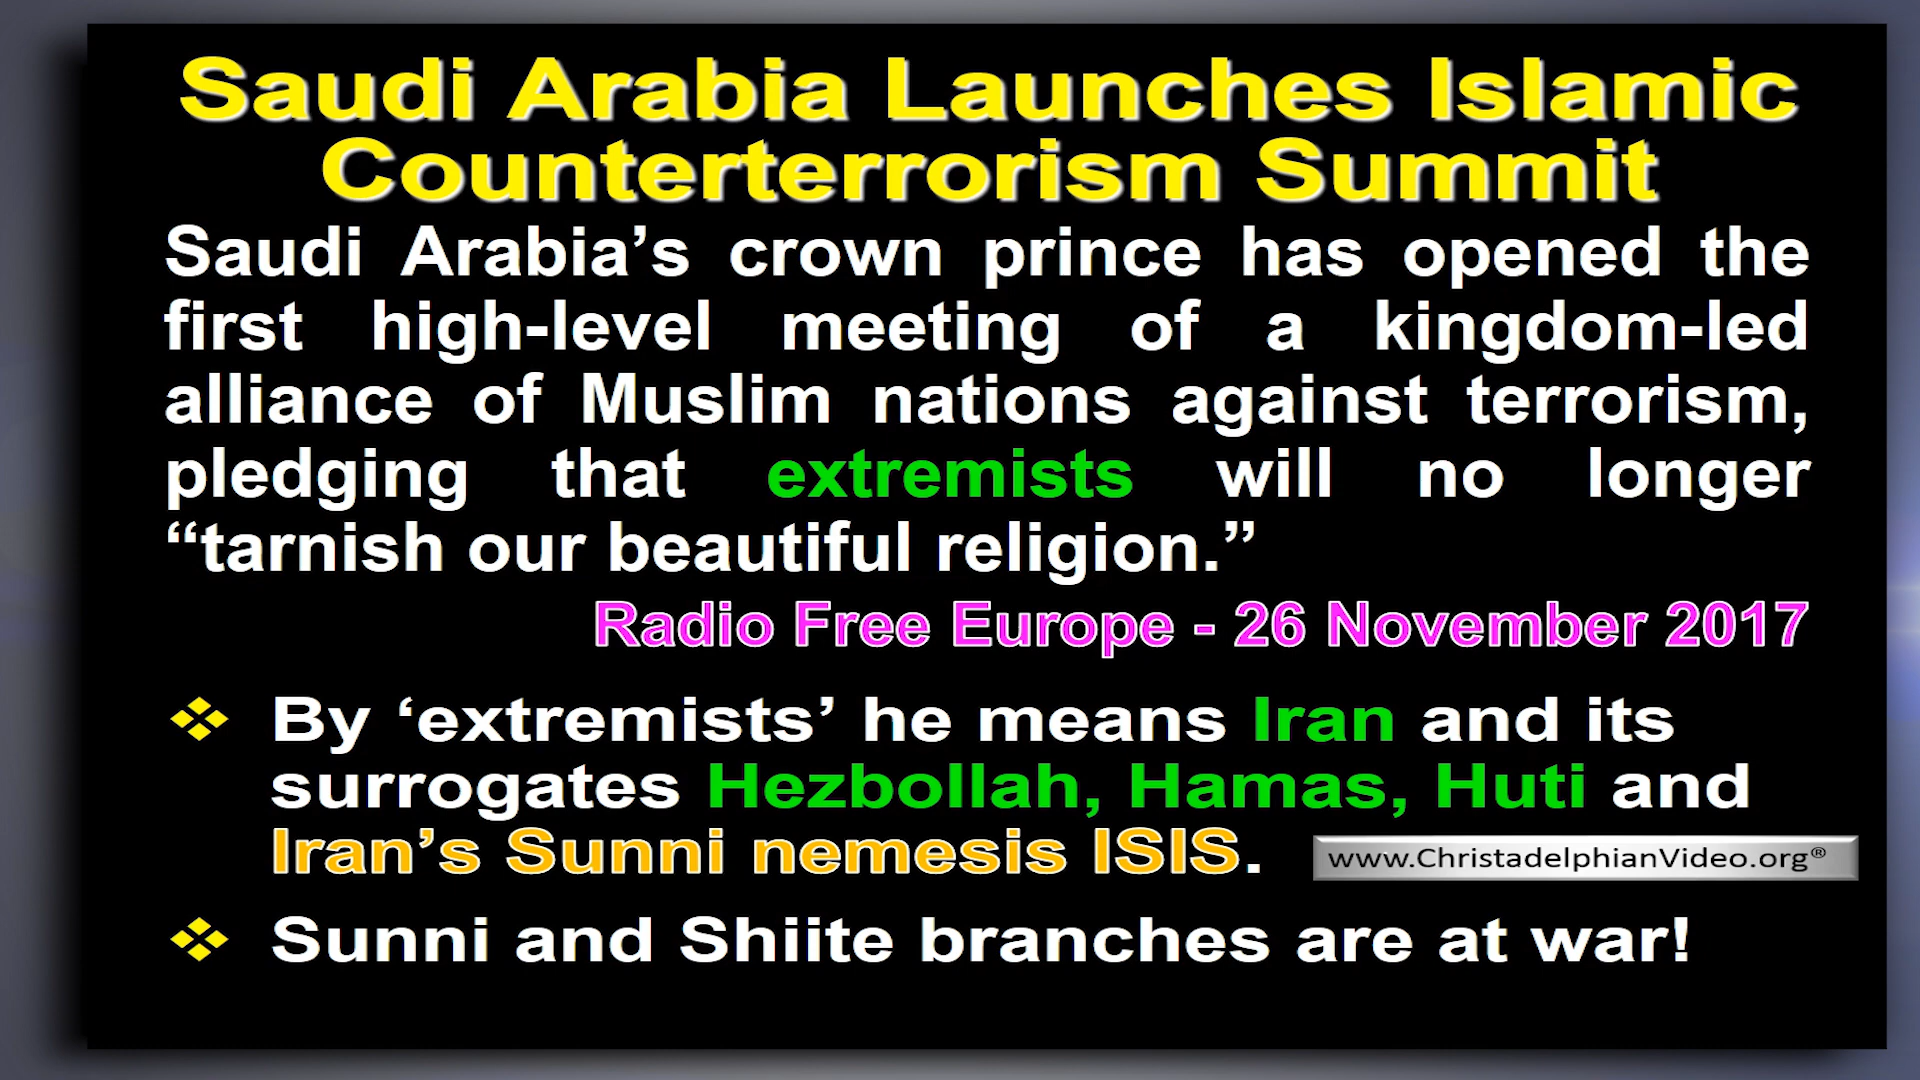 Saudi Arabia Launches Islamic
Counterterrorism Summit
Saudi Arabia’s crown prince has opened the
first high-level meeting of a kingdom-led
alliance of Muslim nations against terrorism,
pledging that extremists will no longer
“tarnish our beautiful religion.”
Radio Free Europe - 26 November 2017
❖ By ‘extremists’ he means Iran and its
surrogates Hezbollah, Hamas, Huti and
Iran’s Sunni nemesis ISIS.
www.ChristadelphianVideo.org®
❖ Sunni and Shiite branches are at war!